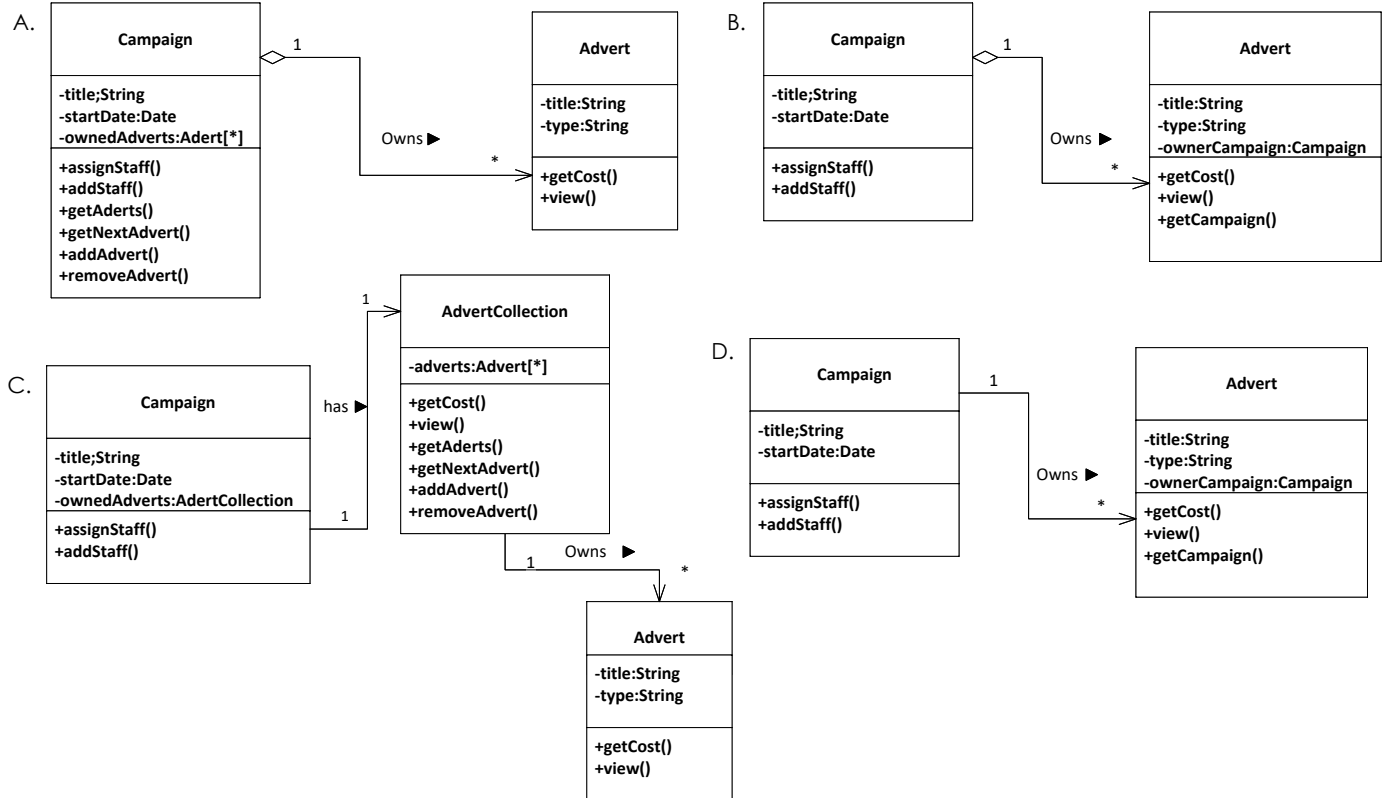 A.
Campaign
-title;String
-startDate:Date
-ownedAdverts:Adert[*]
+assignStaff()
+addStaff()
+getAderts()
+getNextAdvert()
+addAdvert()
+removeAdvert()
1
Owns ►
*
Advert
-title:String
-type:String
+getCost()
+view()
B.
Campaign
-title;String
-startDate:Date
+assignStaff()
+addStaff()
1
Owns ►
*
Advert
-title:String
-type:String
-ownerCampaign:Campaign
+getCost()
+view()
+getCampaign()
C.
Campaign
-title;String
-startDate:Date
-ownedAdverts:AdertCollection
+assignStaff()
+addStaff()
1
has ►
1
AdvertCollection
-adverts:Advert[*]
+getCost()
+view()
+getAderts()
+getNextAdvert()
+addAdvert()
+removeAdvert()
1
Owns ►
*
Advert
-title:String
-type:String
+getCost()
+view()
D.
Campaign
-title;String
-startDate:Date
+assignStaff()
+addStaff()
1
Owns ►
*
Advert
-title:String
-type:String
-ownerCampaign:Campaign
+getCost()
+view()
+getCampaign()